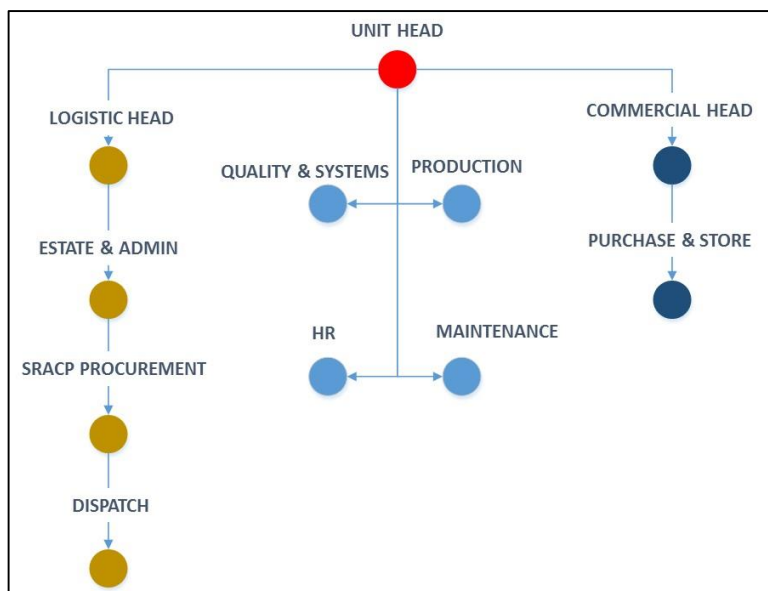 UNIT HEAD
LOGISTIC HEAD
COMMERCIAL HEAD
QUALITY & SYSTEMS
PRODUCTION
ESTATE & ADMIN
PURCHASE & STORE
HR
MAINTENANCE
SRACP PROCUREMENT
DISPATCH